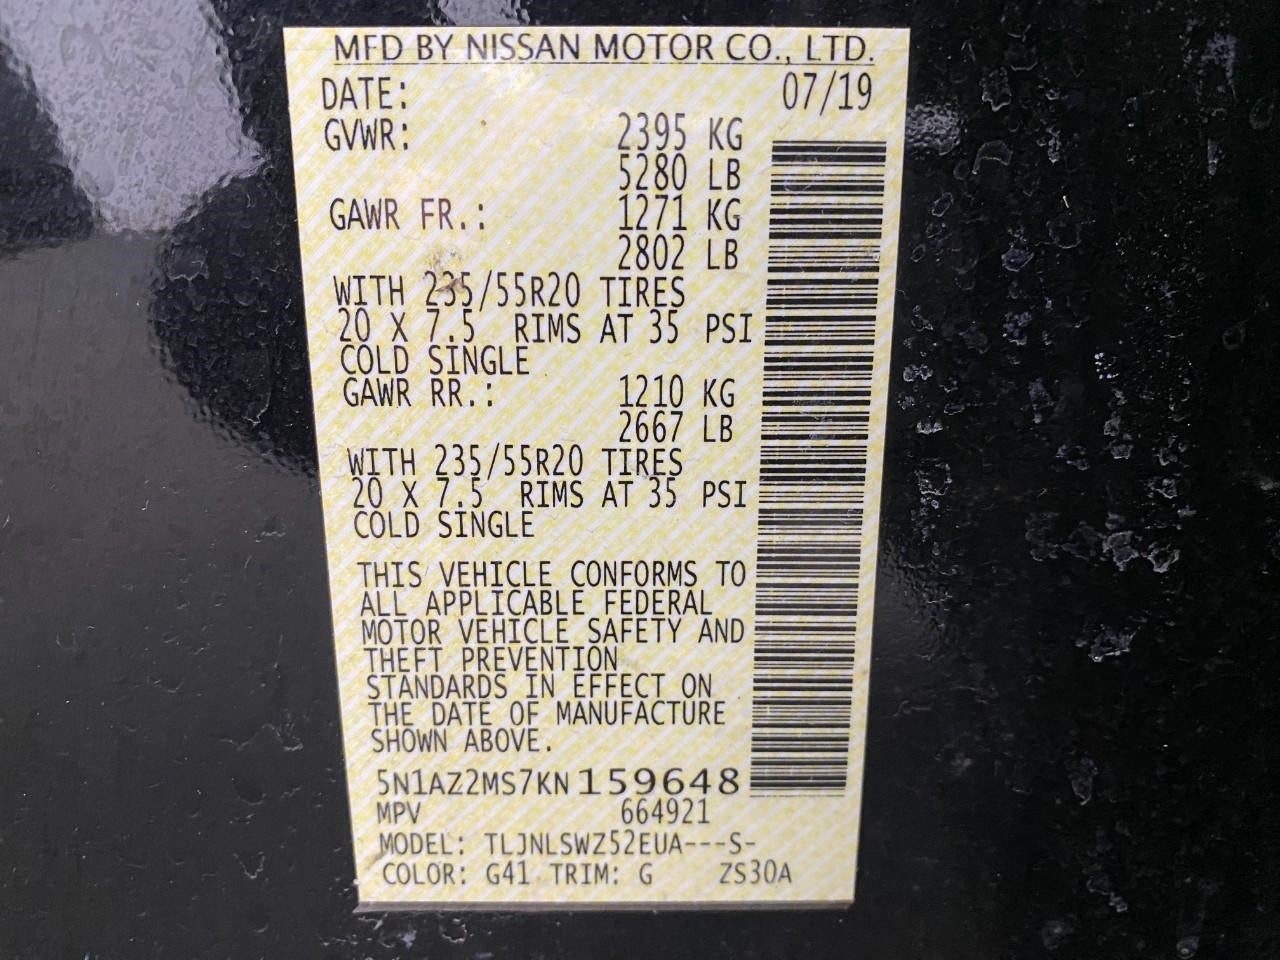 MFD BY NISSAN MOTOR CO., LTD.
DATE: 07/19
GVWR: 2395 KG
5280 LB
GAWR FR.: 1271 KG
2802 LB
WITH 235/55R20 TIRES
20 X 7.5 RIMS AT 35 PSI
COLD SINGLE
GAWR RR.: 1210 KG
2667 LB
WITH 235/55R20 TIRES
20 X 7.5 RIMS AT 35 PSI
COLD SINGLE
THIS VEHICLE CONFORMS TO
ALL APPLICABLE FEDERAL
MOTOR VEHICLE SAFETY AND
THEFT PREVENTION
STANDARDS IN EFFECT ON
THE DATE OF MANUFACTURE
SHOWN ABOVE.
5N1AZ2MS7KN159648
MPV 664921
MODEL: TLJNLSWZ52EUA---S-
COLOR: G41 TRIM: G ZS30A